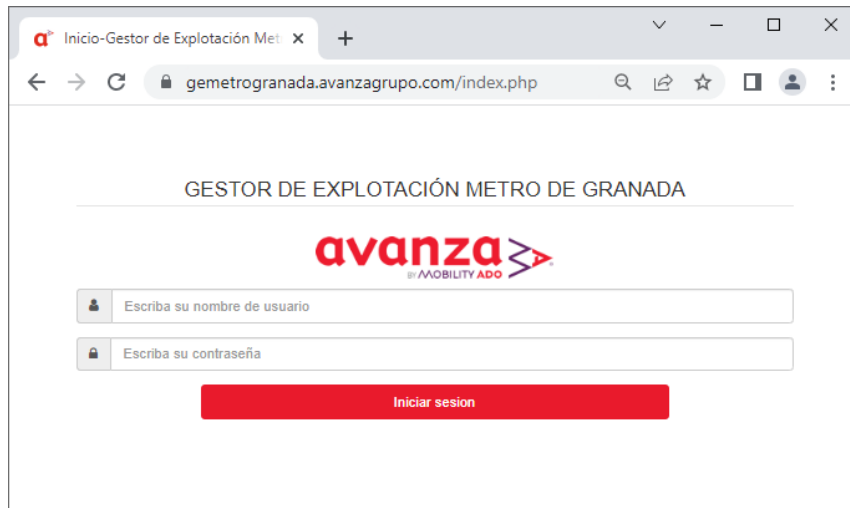 Inicio-Gestor de Explotación Met
gemetrogranada.avanzagrupo.com/index.php
GESTOR DE EXPLOTACIÓN METRO DE GRANADA
avanza
BY MOBILITY ADO
Escriba su nombre de usuario
Escriba su contraseña
Iniciar sesion